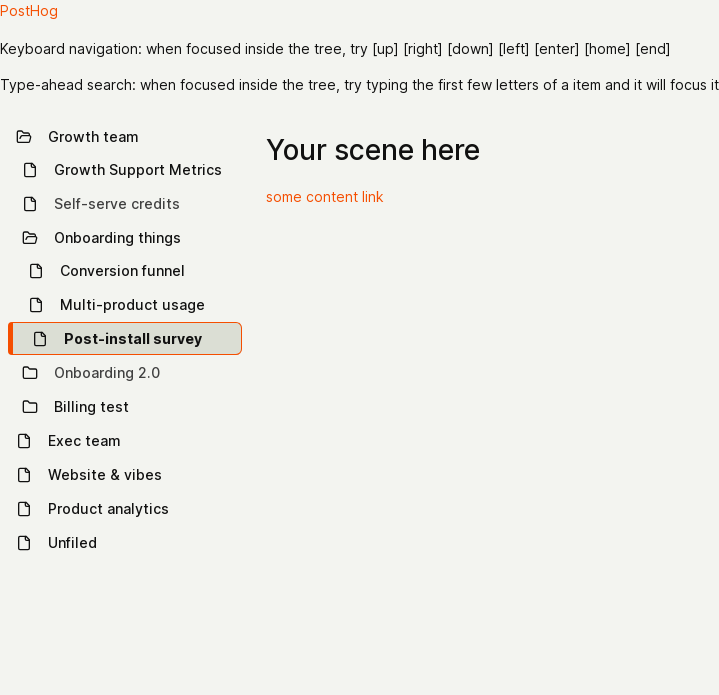 PostHog
Keyboard navigation: when focused inside the tree, try [up] [right] [down] [left] [enter] [home] [end]
Type-ahead search: when focused inside the tree, try typing the first few letters of a item and it will focus it
Growth team
Growth Support Metrics
Self-serve credits
Onboarding things
Conversion funnel
Multi-product usage
Post-install survey
Onboarding 2.0
Billing test
Exec team
Website & vibes
Product analytics
Unfiled
Your scene here
some content link